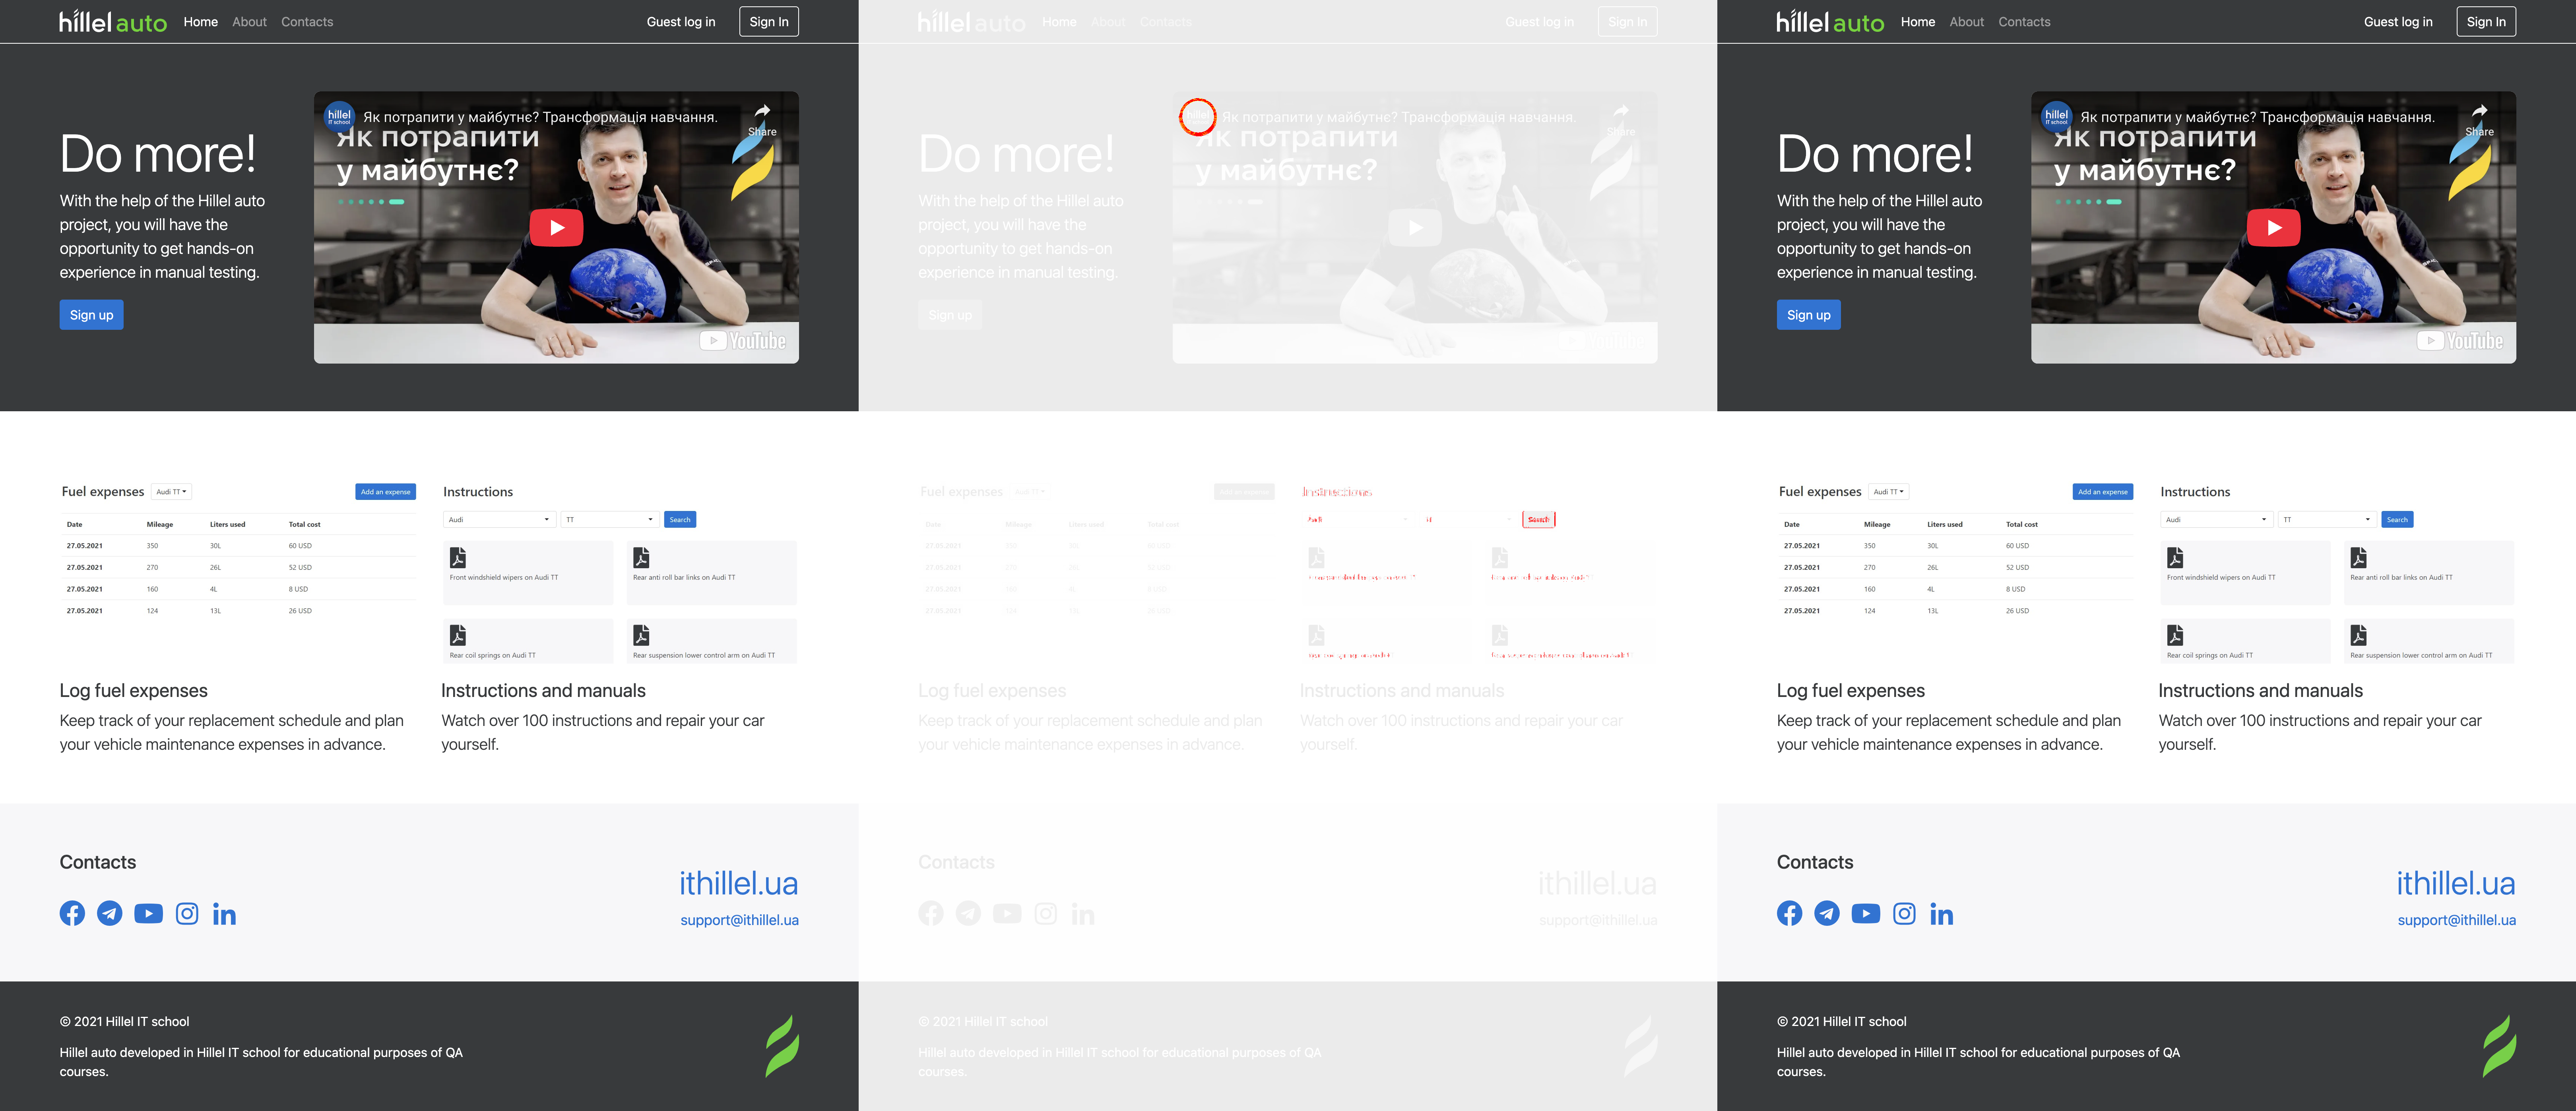 hillel auto Home About Contacts Guest log in Sign In
hillel
IT school
Як потрапити у майбутнє? Трансформація навчання.
Share
Як потрапити
у майбутнє?
Do more!
With the help of the Hillel auto
project, you will have the
opportunity to get hands-on
experience in manual testing.
Sign up
YouTube
Fuel expenses Audi TT Add an expense
Date Mileage Liters used Total cost
27.05.2021 350 30L 60 USD
27.05.2021 270 26L 52 USD
27.05.2021 160 4L 8 USD
27.05.2021 124 13L 26 USD
Instructions
Audi TT Search
Front windshield wipers on Audi TT
Rear anti roll bar links on Audi TT
Rear coil springs on Audi TT
Rear suspension lower control arm on Audi TT
Log fuel expenses
Keep track of your replacement schedule and plan
your vehicle maintenance expenses in advance.
Instructions and manuals
Watch over 100 instructions and repair your car
yourself.
Contacts
ithillel.ua
support@ithillel.ua
© 2021 Hillel IT school
Hillel auto developed in Hillel IT school for educational purposes of QA
courses.
hillel auto Home About Contacts Guest log in Sign In
Як потрапити у майбутнє? Трансформація навчання.
Share
Як потрапити
у майбутнє?
Do more!
With the help of the Hillel auto
project, you will have the
opportunity to get hands-on
experience in manual testing.
Sign up
Fuel expenses Audi TT
Date Mileage Liters used Total cost
27.05.2021
27.05.2021
27.05.2021
27.05.2021
Log fuel expenses
Keep track of your replacement schedule and plan
your vehicle maintenance expenses in advance.
Instructions and manuals
Watch over 100 instructions and repair your car
yourself.
Contacts
ithillel.ua
support@ithillel.ua
© 2021 Hillel IT school
Hillel auto developed in Hillel IT school for educational purposes of QA
courses.
hillel auto Home About Contacts Guest log in Sign In
hillel
IT school
Як потрапити у майбутнє? Трансформація навчання.
Share
Як потрапити
у майбутнє?
Do more!
With the help of the Hillel auto
project, you will have the
opportunity to get hands-on
experience in manual testing.
Sign up
YouTube
Fuel expenses Audi TT Add an expense
Date Mileage Liters used Total cost
27.05.2021 350 30L 60 USD
27.05.2021 270 26L 52 USD
27.05.2021 160 4L 8 USD
27.05.2021 124 13L 26 USD
Instructions
Audi TT Search
Front windshield wipers on Audi TT
Rear anti roll bar links on Audi TT
Rear coil springs on Audi TT
Rear suspension lower control arm on Audi TT
Log fuel expenses
Keep track of your replacement schedule and plan
your vehicle maintenance expenses in advance.
Instructions and manuals
Watch over 100 instructions and repair your car
yourself.
Contacts
ithillel.ua
support@ithillel.ua
© 2021 Hillel IT school
Hillel auto developed in Hillel IT school for educational purposes of QA
courses.